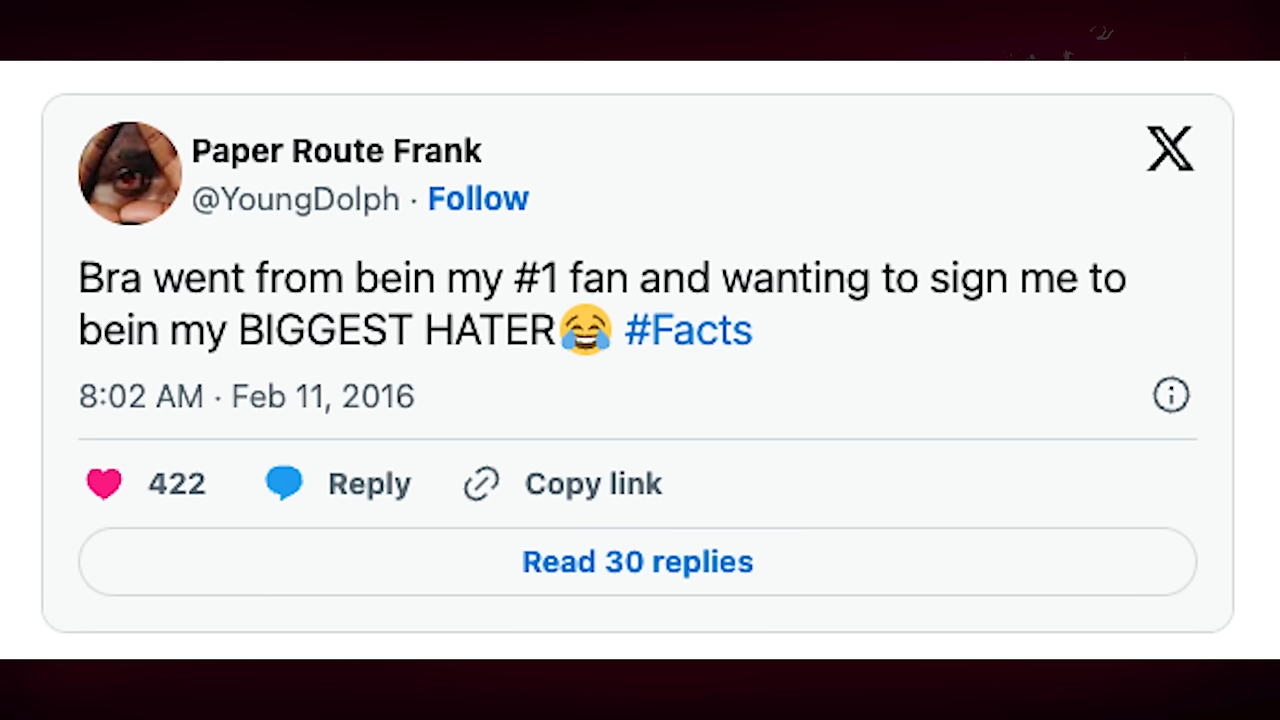 Paper Route Frank
@YoungDolph · Follow
Bra went from bein my #1 fan and wanting to sign me to
bein my BIGGEST HATER😂 #Facts
8:02 AM · Feb 11, 2016
422 Reply Copy link
Read 30 replies